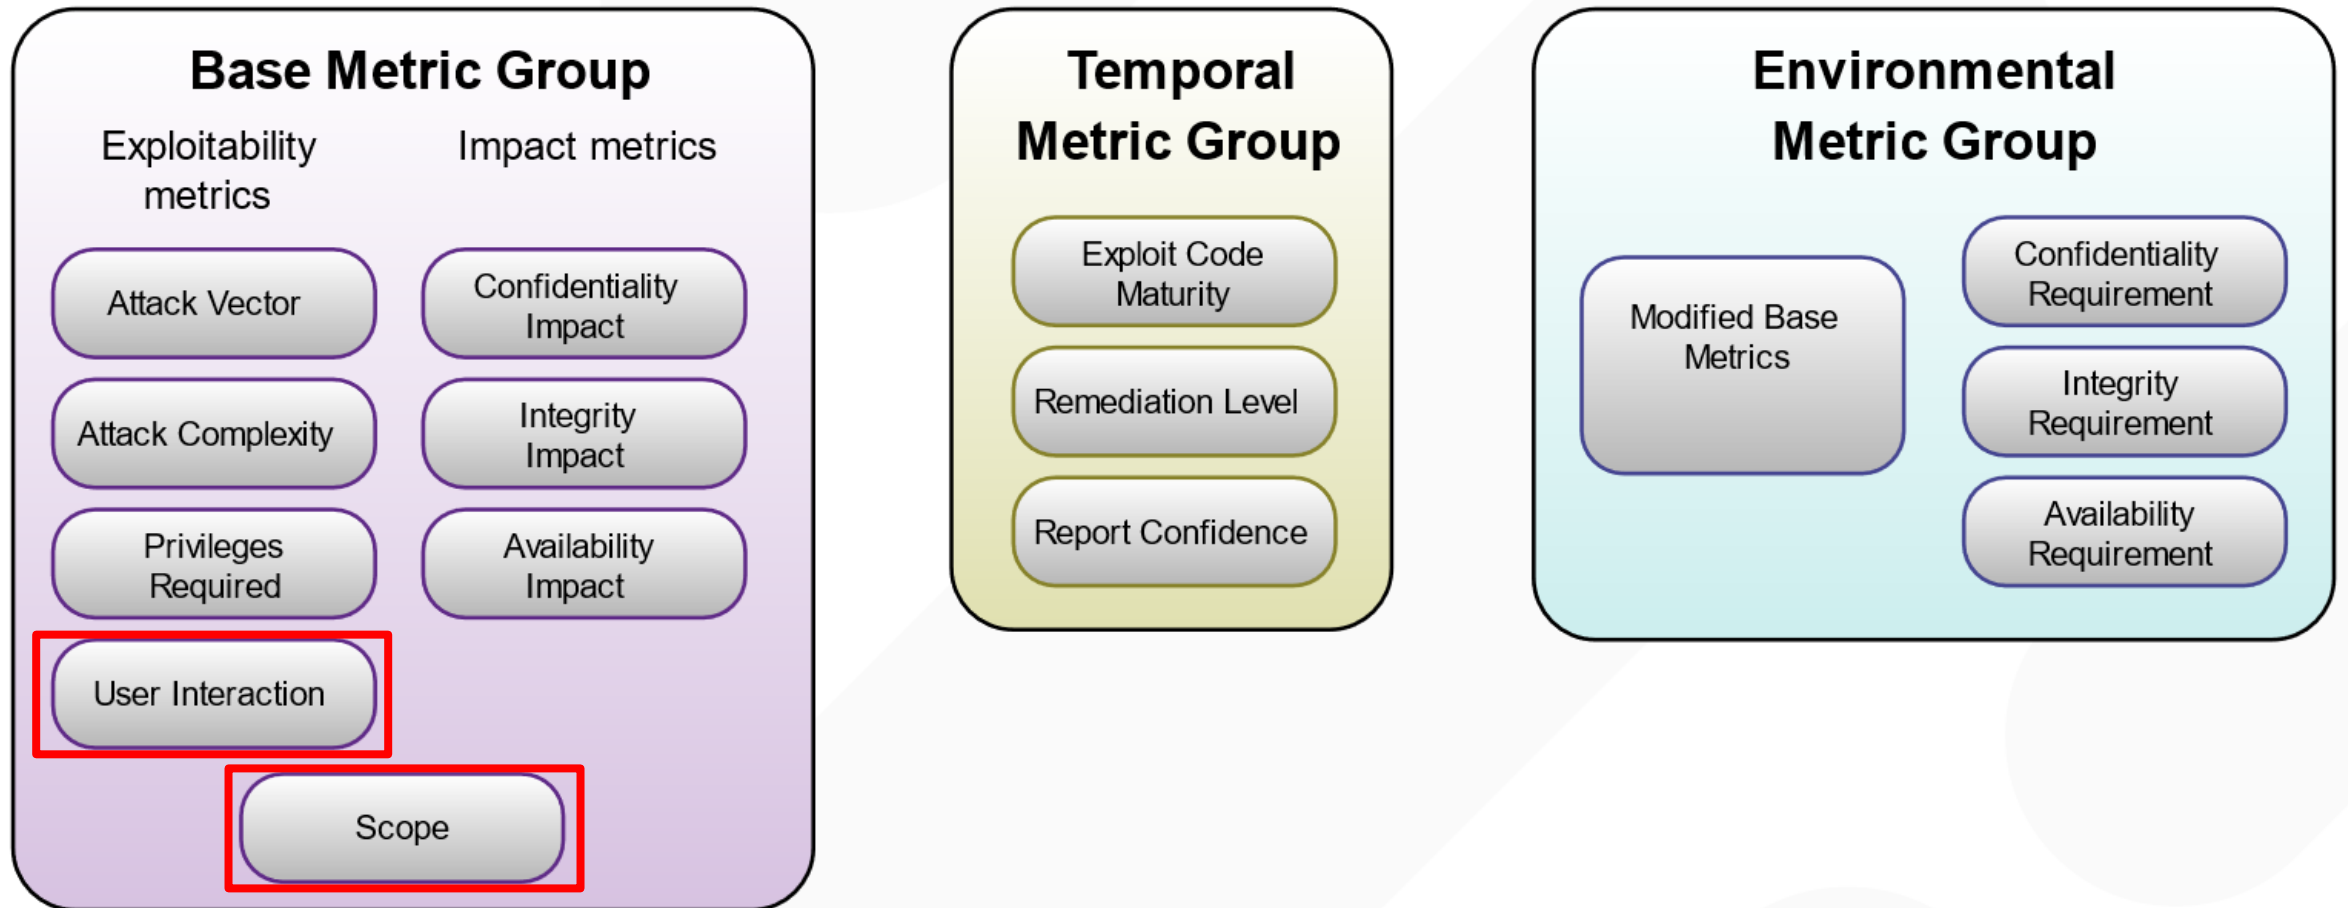 Base Metric Group
Exploitability
metrics
Impact metrics
Attack Vector
Confidentiality
Impact
Attack Complexity
Integrity
Impact
Privileges
Required
Availability
Impact
User Interaction
Scope
Temporal
Metric Group
Exploit Code
Maturity
Remediation Level
Report Confidence
Environmental
Metric Group
Modified Base
Metrics
Confidentiality
Requirement
Integrity
Requirement
Availability
Requirement